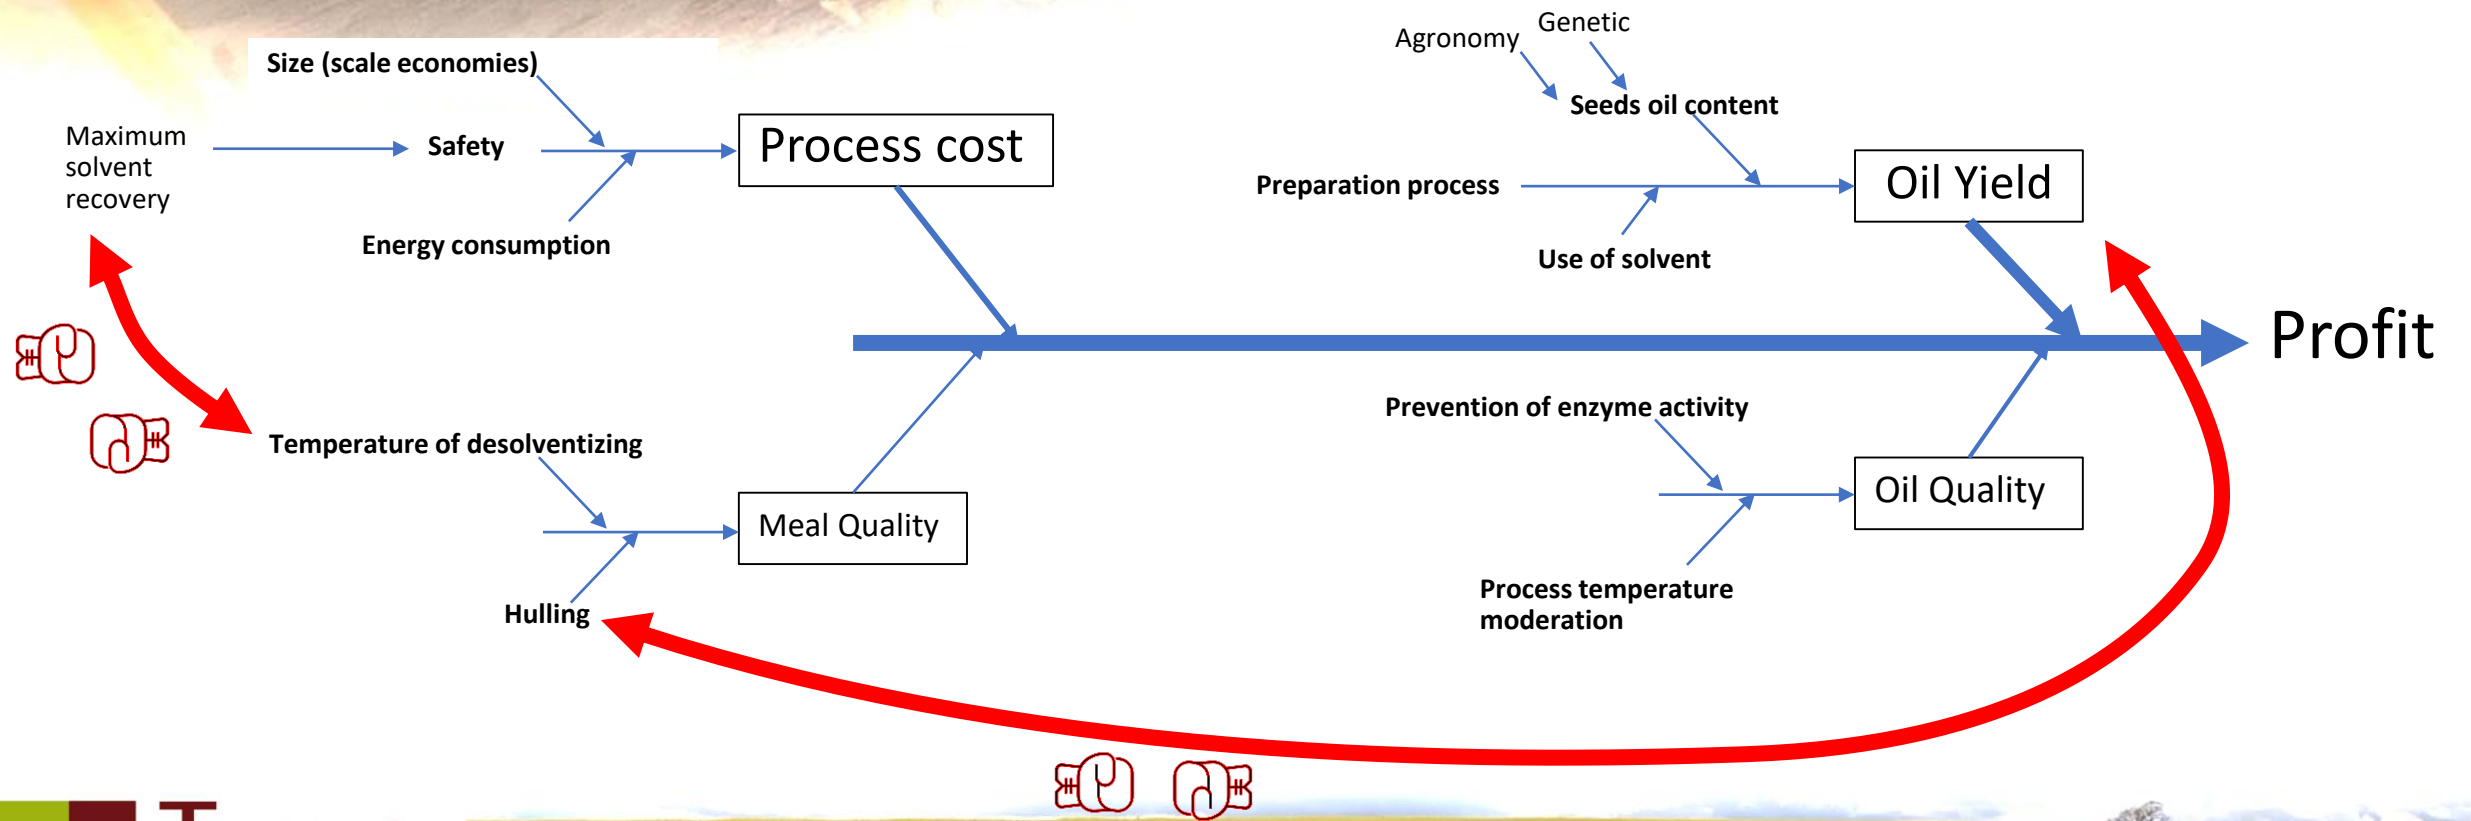 Genetic
Agronomy
Size (scale economies)
Seeds oil content
Maximum
solvent
recovery
Safety
Process cost
Preparation process
Oil Yield
Energy consumption
Use of solvent
Profit
Prevention of enzyme activity
Temperature of desolventizing
Oil Quality
Meal Quality
Process temperature
moderation
Hulling